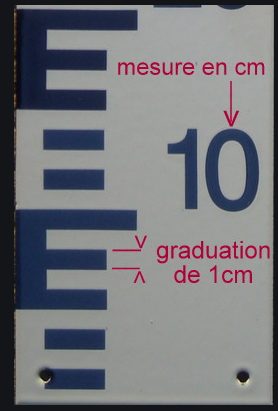 mesure en cm
10
graduation
de 1cm